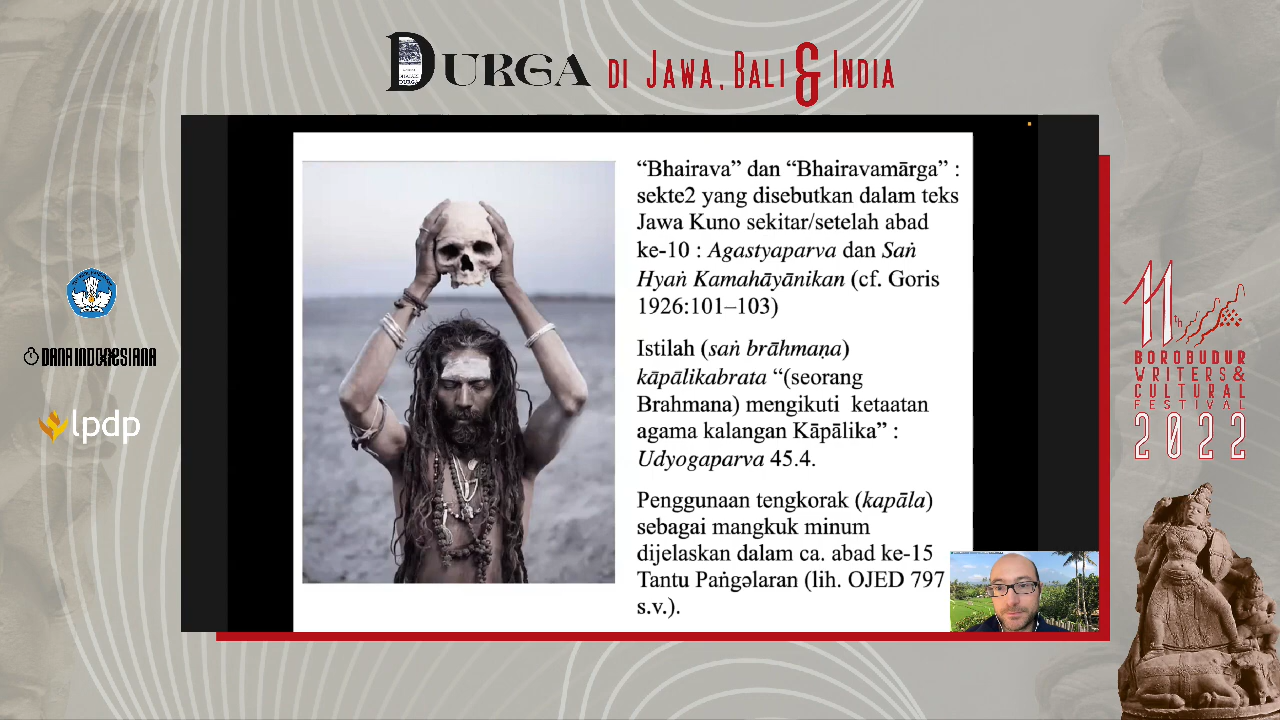 DURGA DI JAWA, BALI & INDIA
“Bhairava” dan “Bhairavamārga” :
sekte2 yang disebutkan dalam teks
Jawa Kuno sekitar/setelah abad
ke-10 : Agastyaparva dan Saṅ
Hyaṅ Kamahāyānikan (cf. Goris
1926:101–103)
Istilah (saṅ brāhmaṇa)
kāpālikabrata “(seorang
Brahmana) mengikuti ketaatan
agama kalangan Kāpālika” :
Udyogaparva 45.4.
Penggunaan tengkorak (kapāla)
sebagai mangkuk minum
dijelaskan dalam ca. abad ke-15
Tantu Paṅgəlaran (lih. OJED 797
s.v.).
DANA INDONESIANA
lpdp
11th
BOROBUDUR
WRITERS&
CULTURAL
FESTIVAL
2022